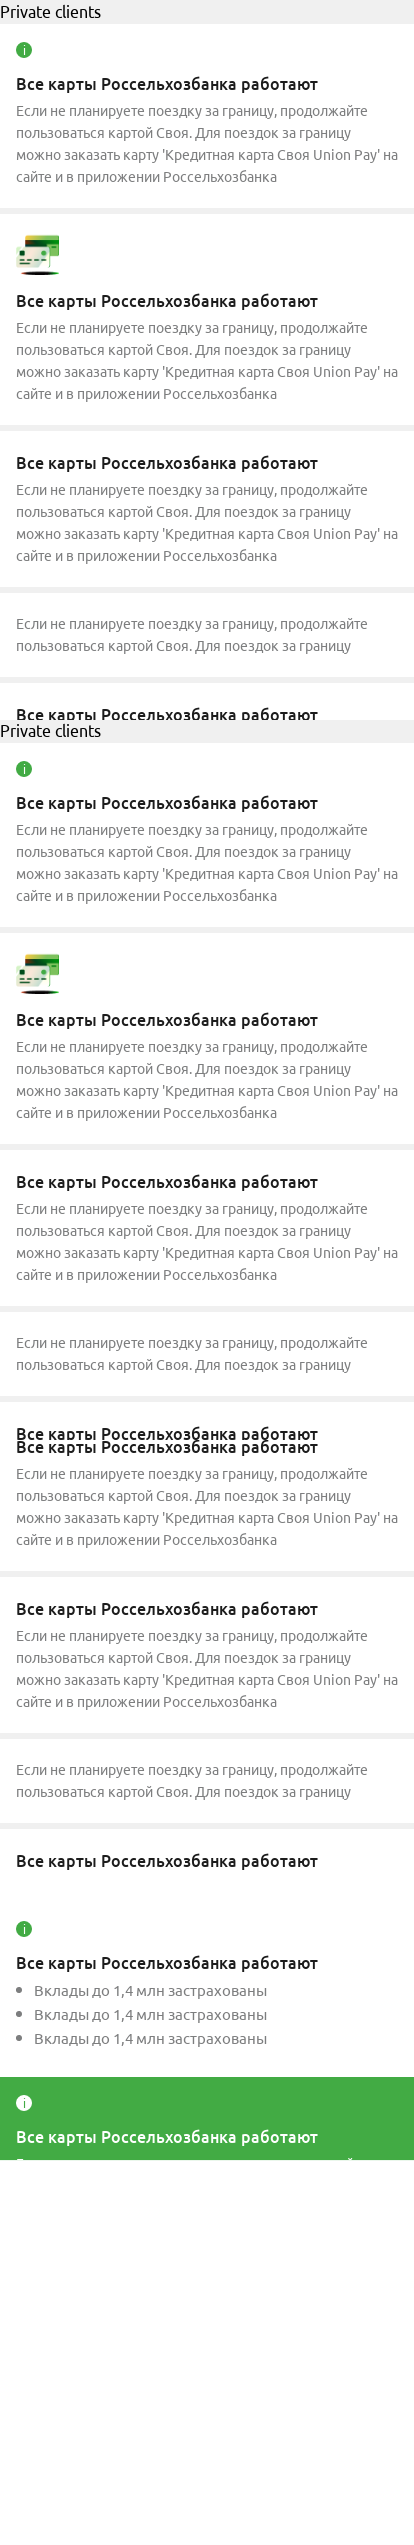 Private clients
Все карты Россельхозбанка работают
Если не планируете поездку за границу, продолжайте
пользоваться картой Своя. Для поездок за границу
можно заказать карту 'Кредитная карта Своя Union Pay' на
сайте и в приложении Россельхозбанка
Все карты Россельхозбанка работают
Если не планируете поездку за границу, продолжайте
пользоваться картой Своя. Для поездок за границу
можно заказать карту 'Кредитная карта Своя Union Pay' на
сайте и в приложении Россельхозбанка
Все карты Россельхозбанка работают
Если не планируете поездку за границу, продолжайте
пользоваться картой Своя. Для поездок за границу
можно заказать карту 'Кредитная карта Своя Union Pay' на
сайте и в приложении Россельхозбанка
Если не планируете поездку за границу, продолжайте
пользоваться картой Своя. Для поездок за границу
Все карты Россельхозбанка работают
Private clients
Все карты Россельхозбанка работают
Если не планируете поездку за границу, продолжайте
пользоваться картой Своя. Для поездок за границу
можно заказать карту 'Кредитная карта Своя Union Pay' на
сайте и в приложении Россельхозбанка
Все карты Россельхозбанка работают
Если не планируете поездку за границу, продолжайте
пользоваться картой Своя. Для поездок за границу
можно заказать карту 'Кредитная карта Своя Union Pay' на
сайте и в приложении Россельхозбанка
Все карты Россельхозбанка работают
Если не планируете поездку за границу, продолжайте
пользоваться картой Своя. Для поездок за границу
можно заказать карту 'Кредитная карта Своя Union Pay' на
сайте и в приложении Россельхозбанка
Если не планируете поездку за границу, продолжайте
пользоваться картой Своя. Для поездок за границу
Все карты Россельхозбанка работают
Все карты Россельхозбанка работают
Если не планируете поездку за границу, продолжайте
пользоваться картой Своя. Для поездок за границу
можно заказать карту 'Кредитная карта Своя Union Pay' на
сайте и в приложении Россельхозбанка
Все карты Россельхозбанка работают
Если не планируете поездку за границу, продолжайте
пользоваться картой Своя. Для поездок за границу
можно заказать карту 'Кредитная карта Своя Union Pay' на
сайте и в приложении Россельхозбанка
Если не планируете поездку за границу, продолжайте
пользоваться картой Своя. Для поездок за границу
Все карты Россельхозбанка работают
Все карты Россельхозбанка работают
Вклады до 1,4 млн застрахованы
Вклады до 1,4 млн застрахованы
Вклады до 1,4 млн застрахованы
Все карты Россельхозбанка работают